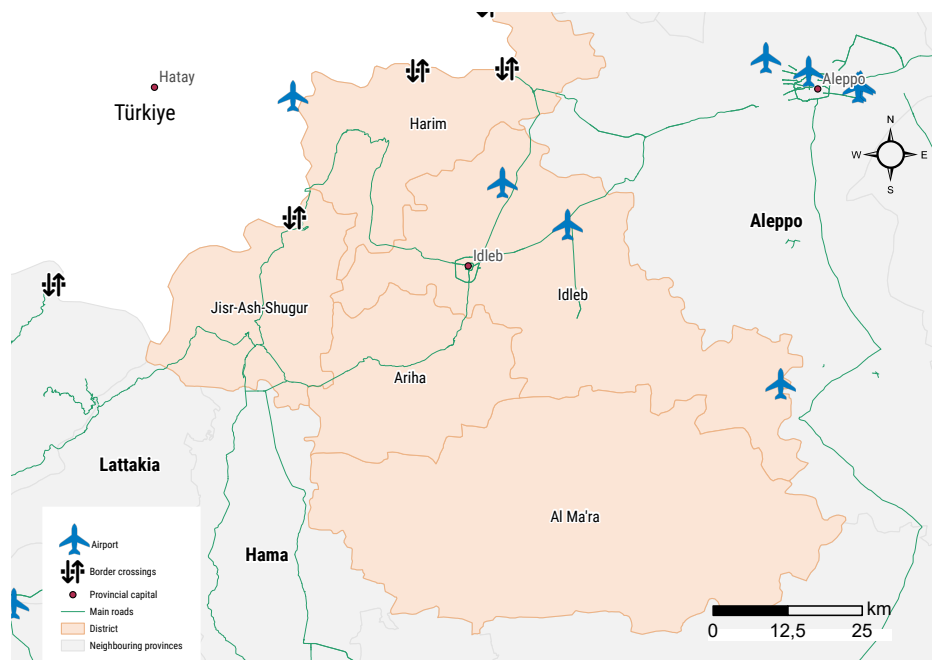 Hatay
Türkiye
Harim
Aleppo
N
W
E
S
Aleppo
Idleb
Idleb
Jisr-Ash-Shugur
Ariha
Lattakia
Al Ma'ra
Hama
Airport
Border crossings
Provincial capital
Main roads
District
Neighbouring provinces
km
0 12,5 25